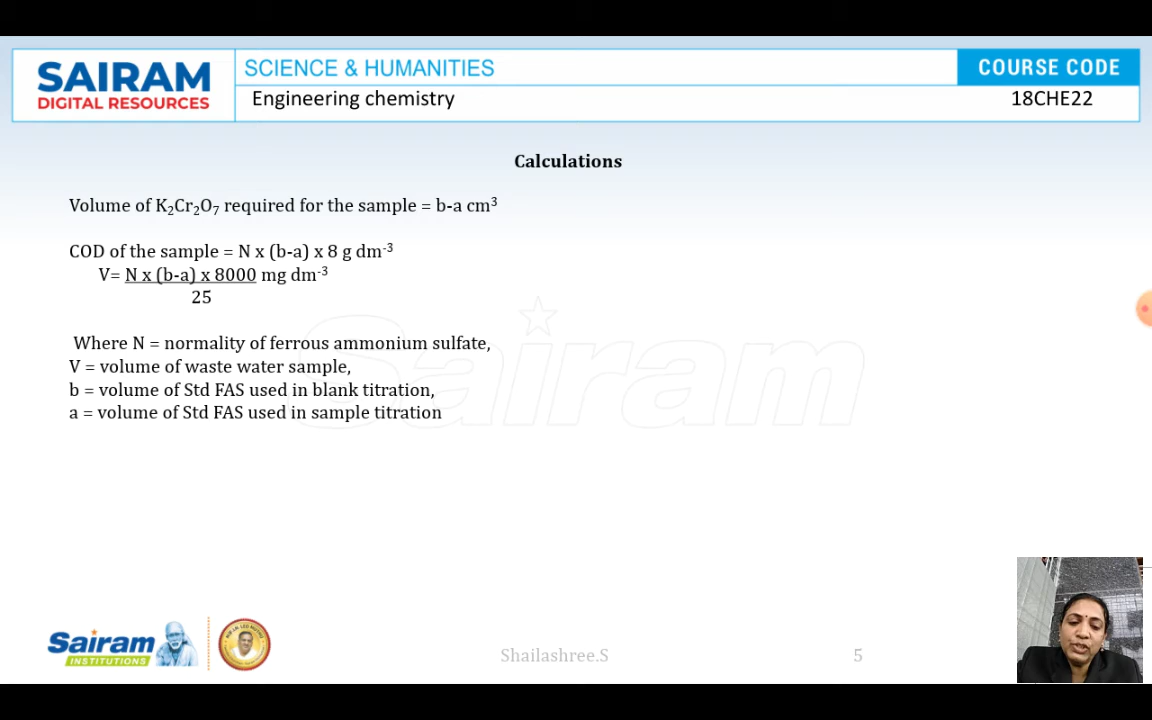 SAIRAM
DIGITAL RESOURCES
SCIENCE & HUMANITIES
COURSE CODE
Engineering chemistry
18CHE22
Calculations
Volume of K₂Cr₂O₇ required for the sample = b-a cm³
COD of the sample = N x (b-a) x 8 g dm⁻³
V= N x (b-a) x 8000 mg dm⁻³
25
Where N = normality of ferrous ammonium sulfate,
V = volume of waste water sample,
b = volume of Std FAS used in blank titration,
a = volume of Std FAS used in sample titration
Sairam
Sairam
INSTITUTIONS
Shailashree.S
5